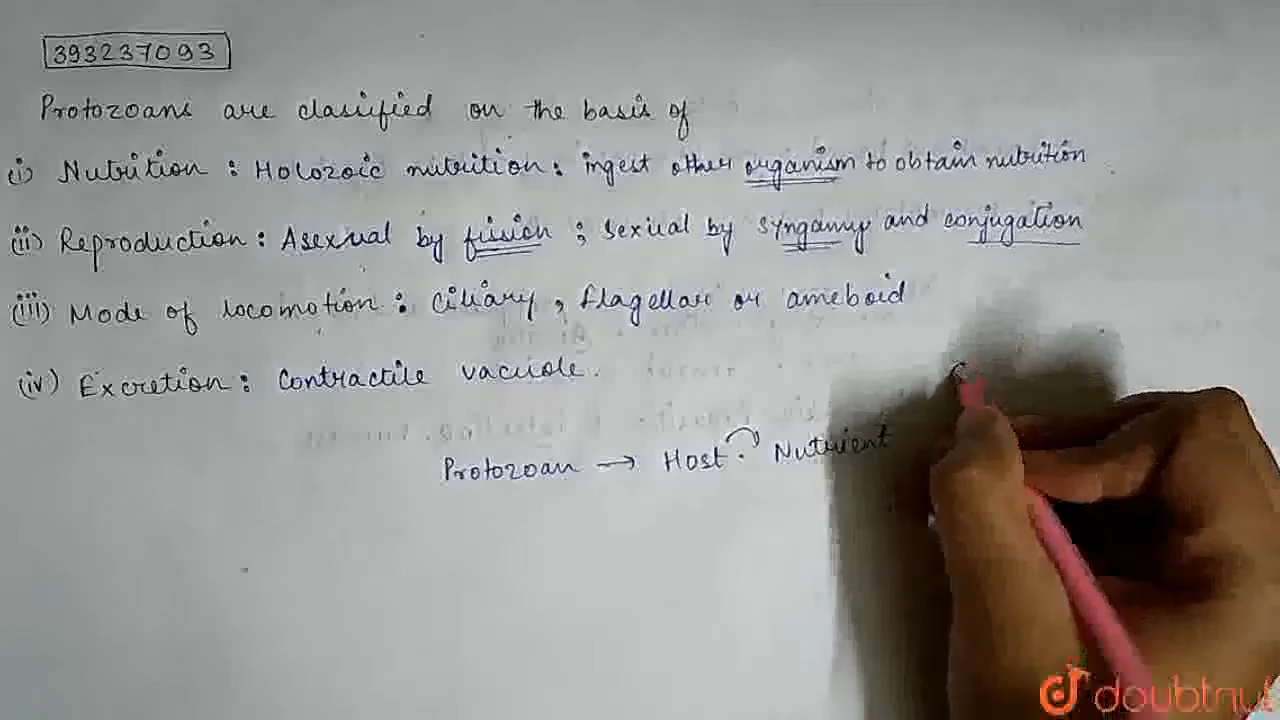 393237093
Protozoans are classified on the basis of
(i) Nutrition : Holozoic nutrition : ingest other organism to obtain nutrition
(ii) Reproduction : Asexual by fission ; sexual by syngamy and conjugation
(iii) Mode of locomotion : Ciliary , flagellar or ameboid
(iv) Excretion : Contractile vacuole.
Protozoan → Host . Nutrient
doubtnut